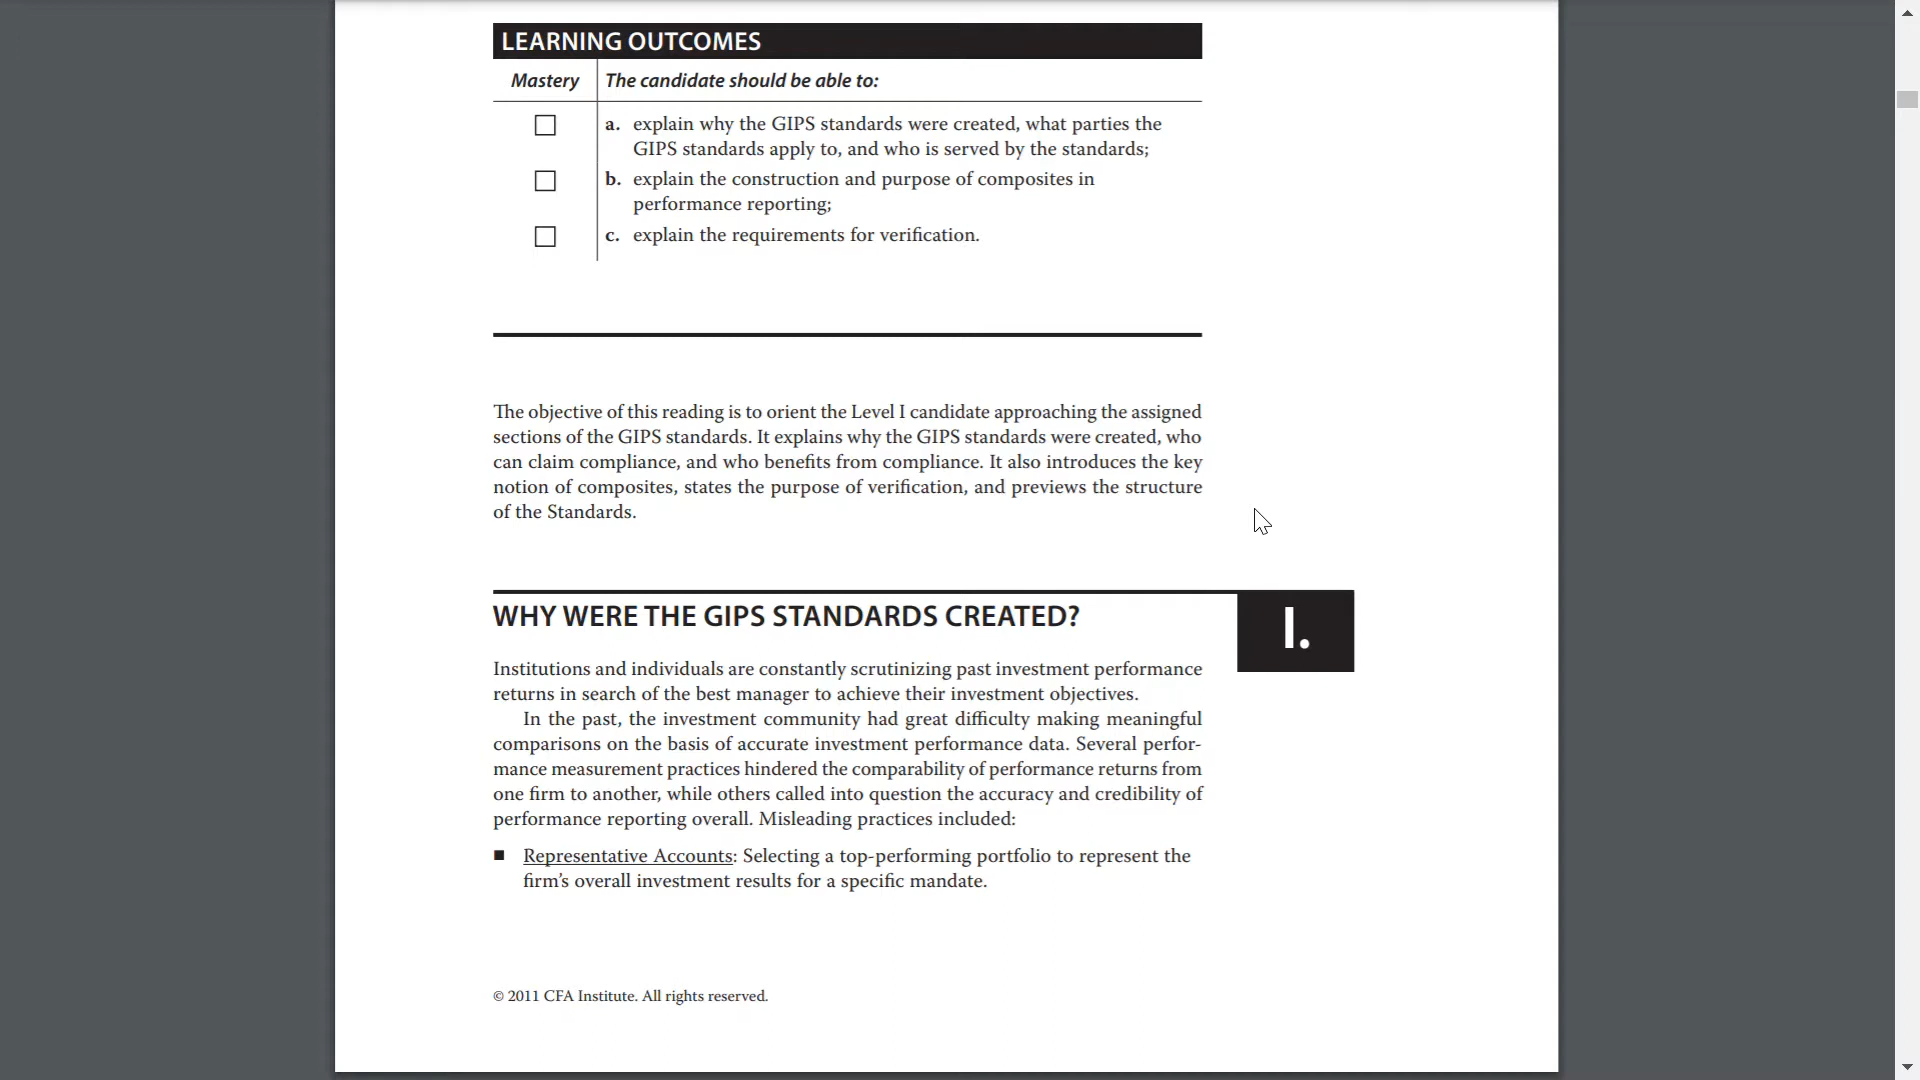 LEARNING OUTCOMES
Mastery The candidate should be able to:
a. explain why the GIPS standards were created, what parties the
GIPS standards apply to, and who is served by the standards;
b. explain the construction and purpose of composites in
performance reporting;
c. explain the requirements for verification.
The objective of this reading is to orient the Level I candidate approaching the assigned
sections of the GIPS standards. It explains why the GIPS standards were created, who
can claim compliance, and who benefits from compliance. It also introduces the key
notion of composites, states the purpose of verification, and previews the structure
of the Standards.
WHY WERE THE GIPS STANDARDS CREATED?
I.
Institutions and individuals are constantly scrutinizing past investment performance
returns in search of the best manager to achieve their investment objectives.
In the past, the investment community had great difficulty making meaningful
comparisons on the basis of accurate investment performance data. Several perfor-
mance measurement practices hindered the comparability of performance returns from
one firm to another, while others called into question the accuracy and credibility of
performance reporting overall. Misleading practices included:
■ Representative Accounts: Selecting a top-performing portfolio to represent the
firm's overall investment results for a specific mandate.
© 2011 CFA Institute. All rights reserved.